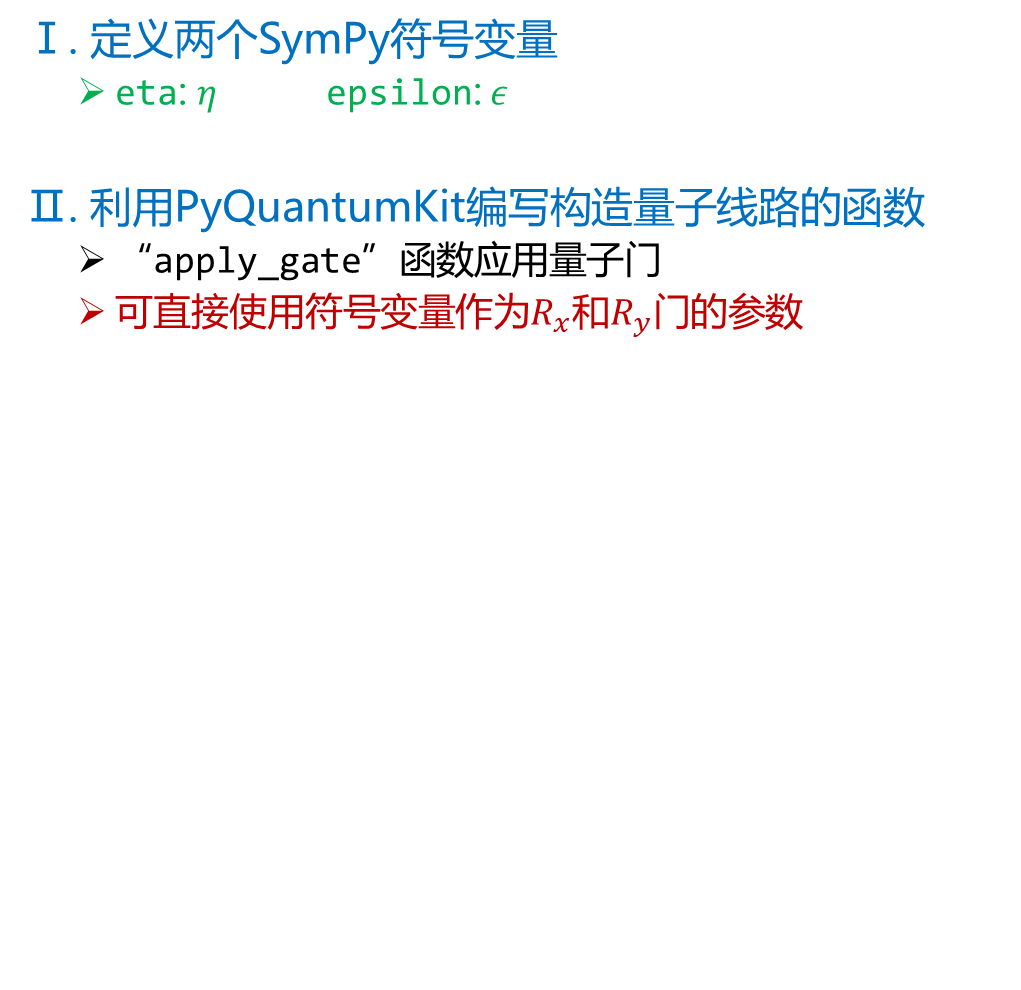 Ⅰ. 定义两个SymPy符号变量
➢ eta: η epsilon: ϵ
Ⅱ. 利用PyQuantumKit编写构造量子线路的函数
➢ “apply_gate”函数应用量子门
➢ 可直接使用符号变量作为Rₓ和R_y门的参数